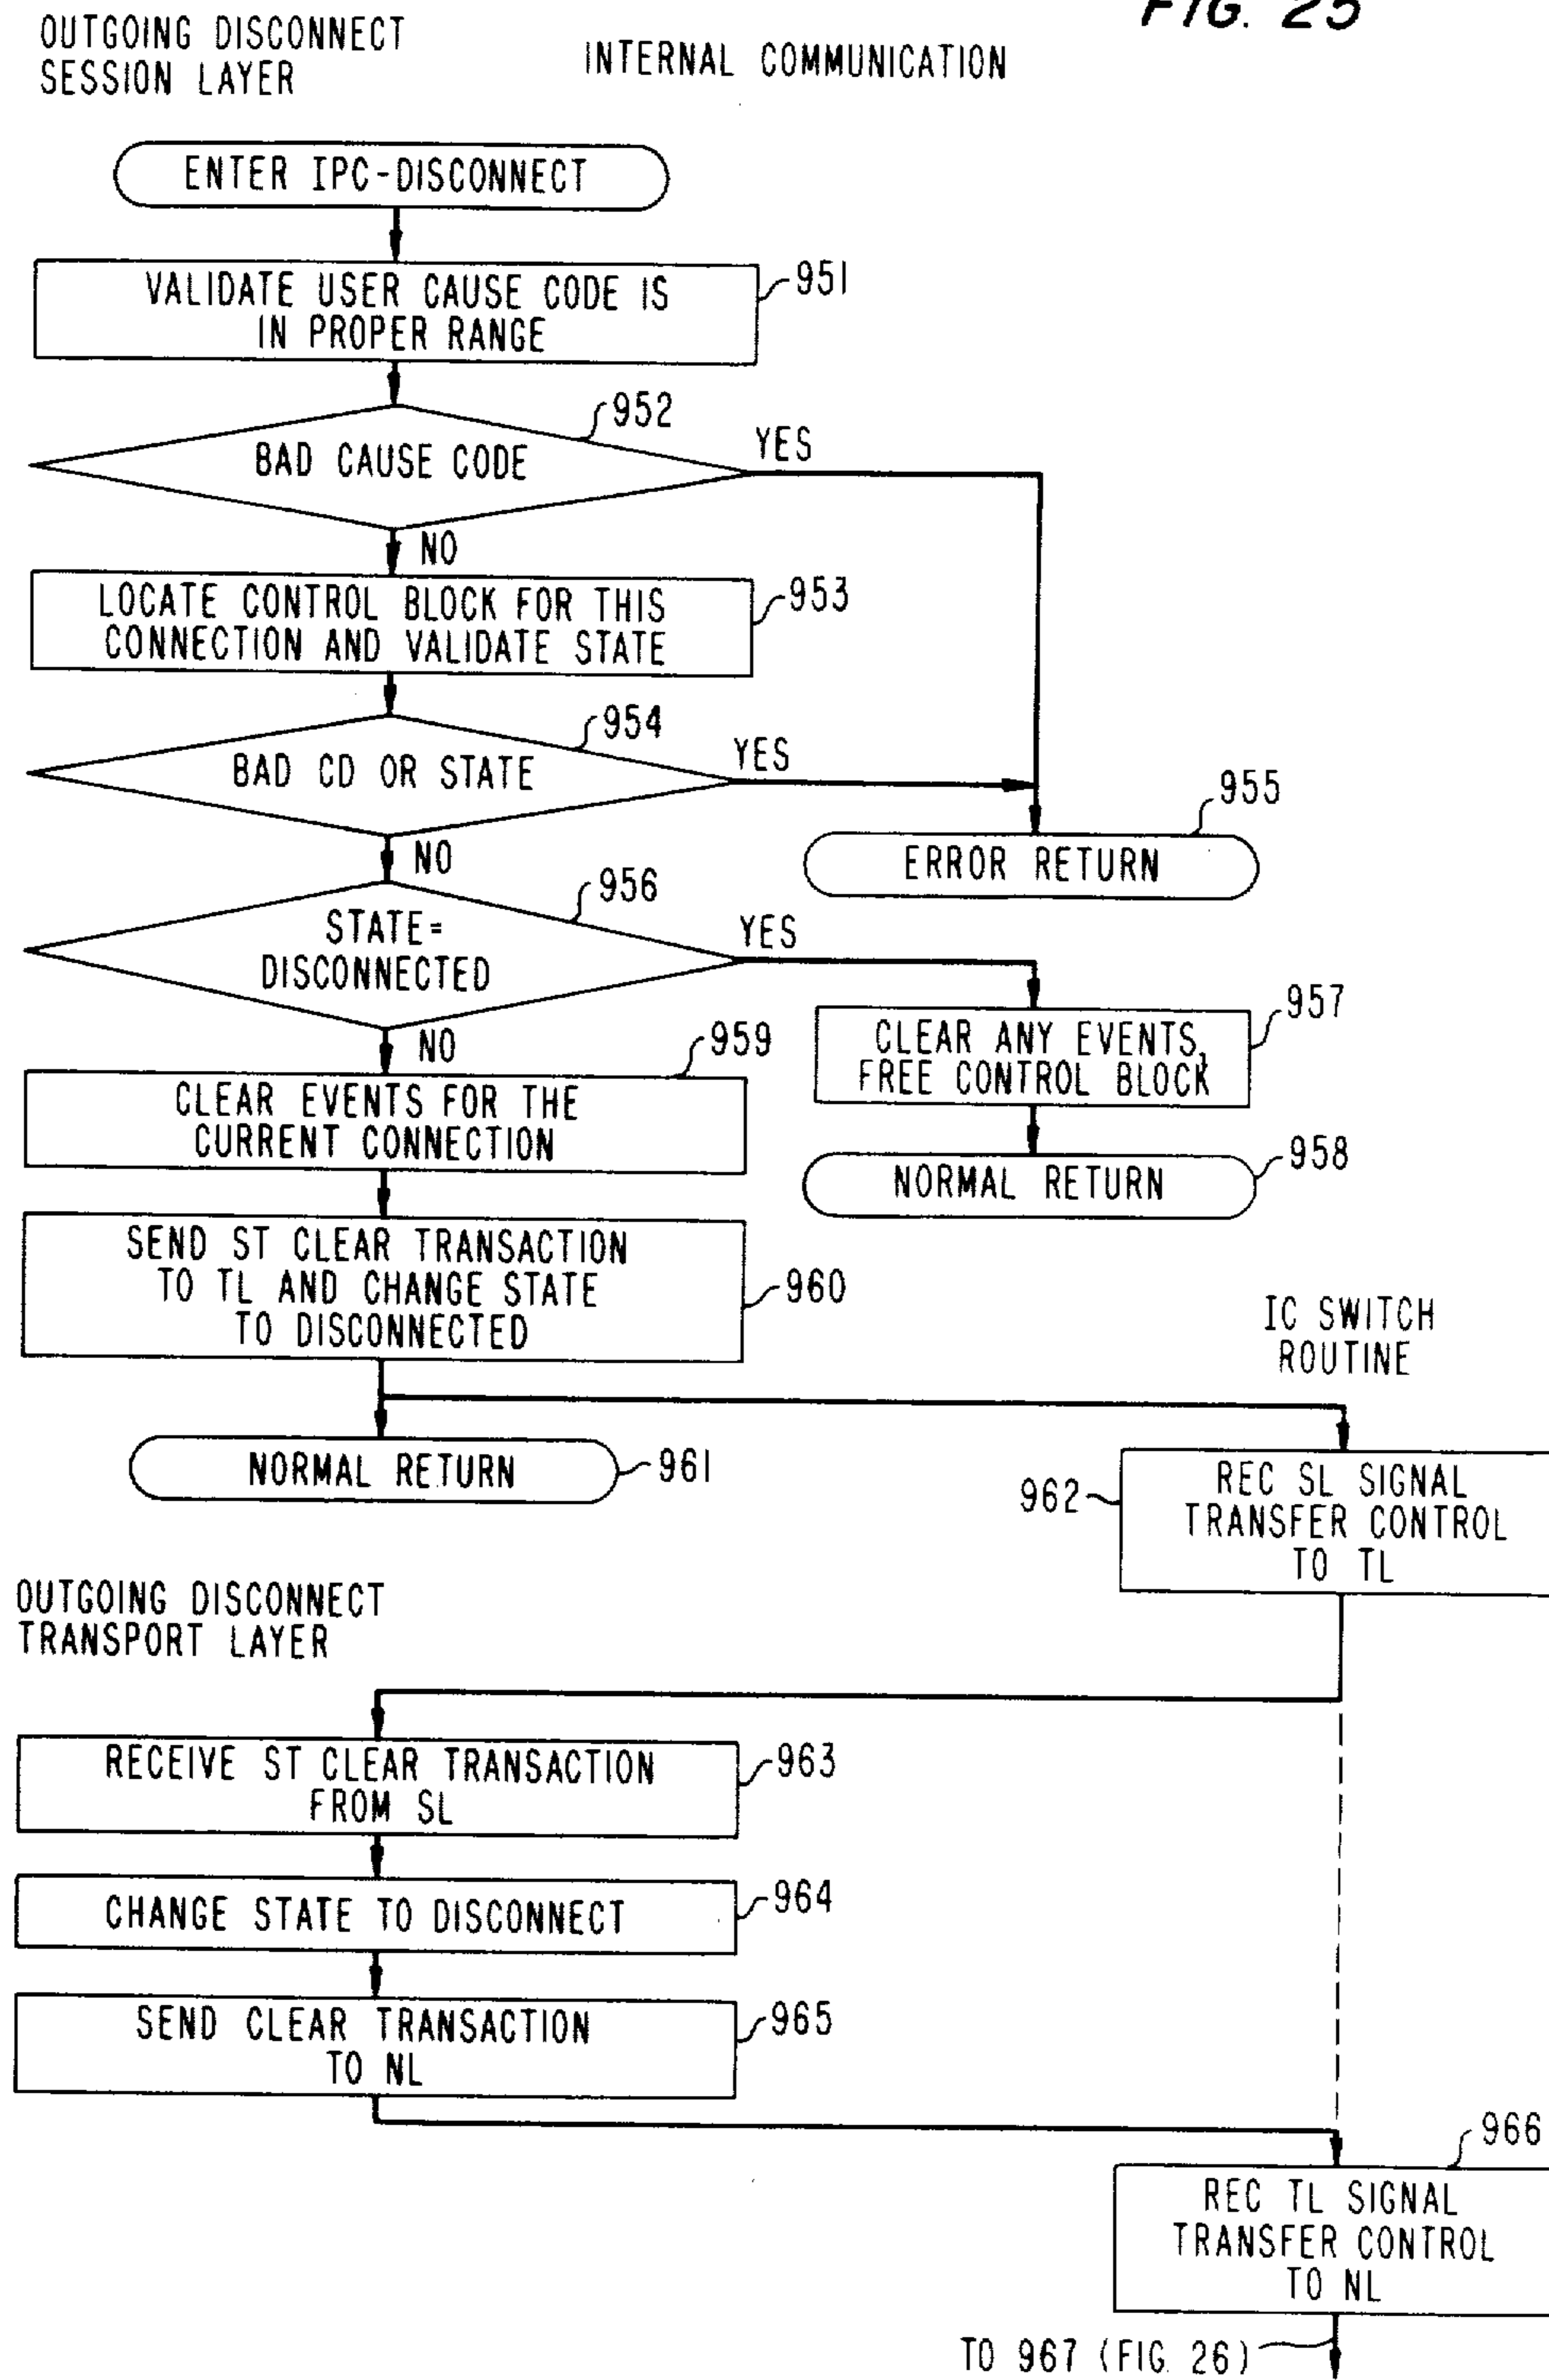 FIG. 25
OUTGOING DISCONNECT
SESSION LAYER
INTERNAL COMMUNICATION
ENTER IPC-DISCONNECT
VALIDATE USER CAUSE CODE IS
IN PROPER RANGE
951
BAD CAUSE CODE
952
YES
NO
LOCATE CONTROL BLOCK FOR THIS
CONNECTION AND VALIDATE STATE
953
BAD CD OR STATE
954
YES
NO
955
ERROR RETURN
STATE=
DISCONNECTED
956
YES
NO
CLEAR ANY EVENTS,
FREE CONTROL BLOCK
957
NORMAL RETURN
958
959
CLEAR EVENTS FOR THE
CURRENT CONNECTION
SEND ST CLEAR TRANSACTION
TO TL AND CHANGE STATE
TO DISCONNECTED
960
IC SWITCH
ROUTINE
NORMAL RETURN
961
962
REC SL SIGNAL
TRANSFER CONTROL
TO TL
OUTGOING DISCONNECT
TRANSPORT LAYER
RECEIVE ST CLEAR TRANSACTION
FROM SL
963
CHANGE STATE TO DISCONNECT
964
SEND CLEAR TRANSACTION
TO NL
965
966
REC TL SIGNAL
TRANSFER CONTROL
TO NL
TO 967 (FIG. 26)